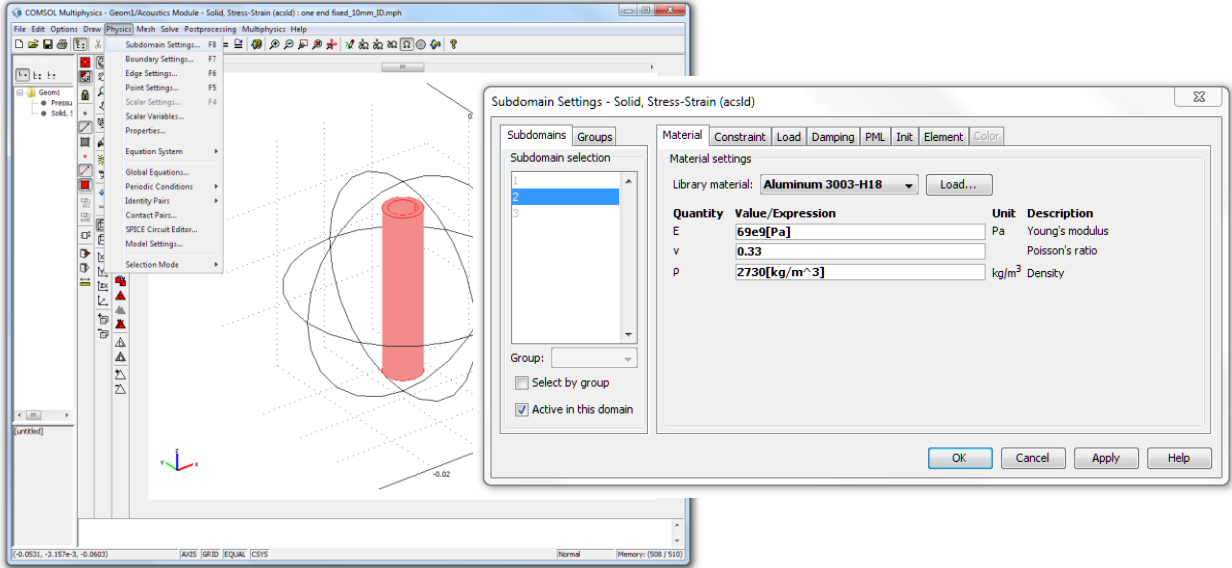 COMSOL Multiphysics - Geom1/Acoustics Module - Solid, Stress-Strain (acsld) : one end fixed_10mm_ID.mph
File Edit Options Draw Physics Mesh Solve Postprocessing Multiphysics Help
Subdomain Settings... F8
Boundary Settings... F7
Edge Settings... F6
Point Settings... F5
Scalar Settings... F4
Scalar Variables...
Properties...
Equation System
Global Equations...
Periodic Conditions
Identity Pairs
Contact Pairs...
SPICE Circuit Editor...
Model Settings...
Selection Mode
Geom1
Pressu
Solid, S
[untitled]
z
y
x
-0.02
(-0.0531, -3.157e-3, -0.0603)
AXIS GRID EQUAL CSYS
Normal
Memory: (508 / 510)
Subdomain Settings - Solid, Stress-Strain (acsld)
Subdomains Groups
Subdomain selection
1
2
3
Group:
Select by group
Active in this domain
Material Constraint Load Damping PML Init Element Color
Material settings
Library material: Aluminum 3003-H18 Load...
Quantity Value/Expression Unit Description
E 69e9[Pa] Pa Young's modulus
ν 0.33 Poisson's ratio
ρ 2730[kg/m^3] kg/m³ Density
OK Cancel Apply Help